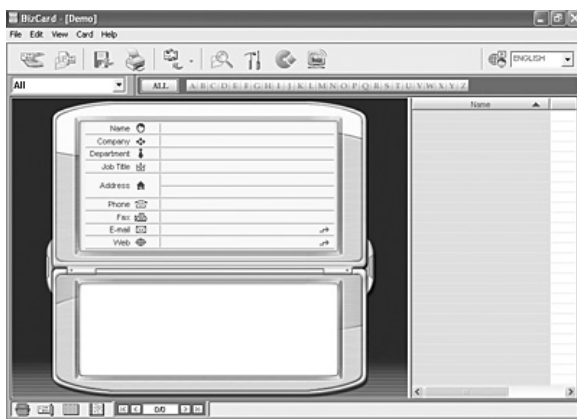 BizCard - [Demo]
File Edit View Card Help
ENGLISH
All
ALL A B C D E F G H I J K L M N O P Q R S T U V W X Y Z
Name
Name
Company
Department
Job Title
Address
Phone
Fax
E-mail
Web
0/0